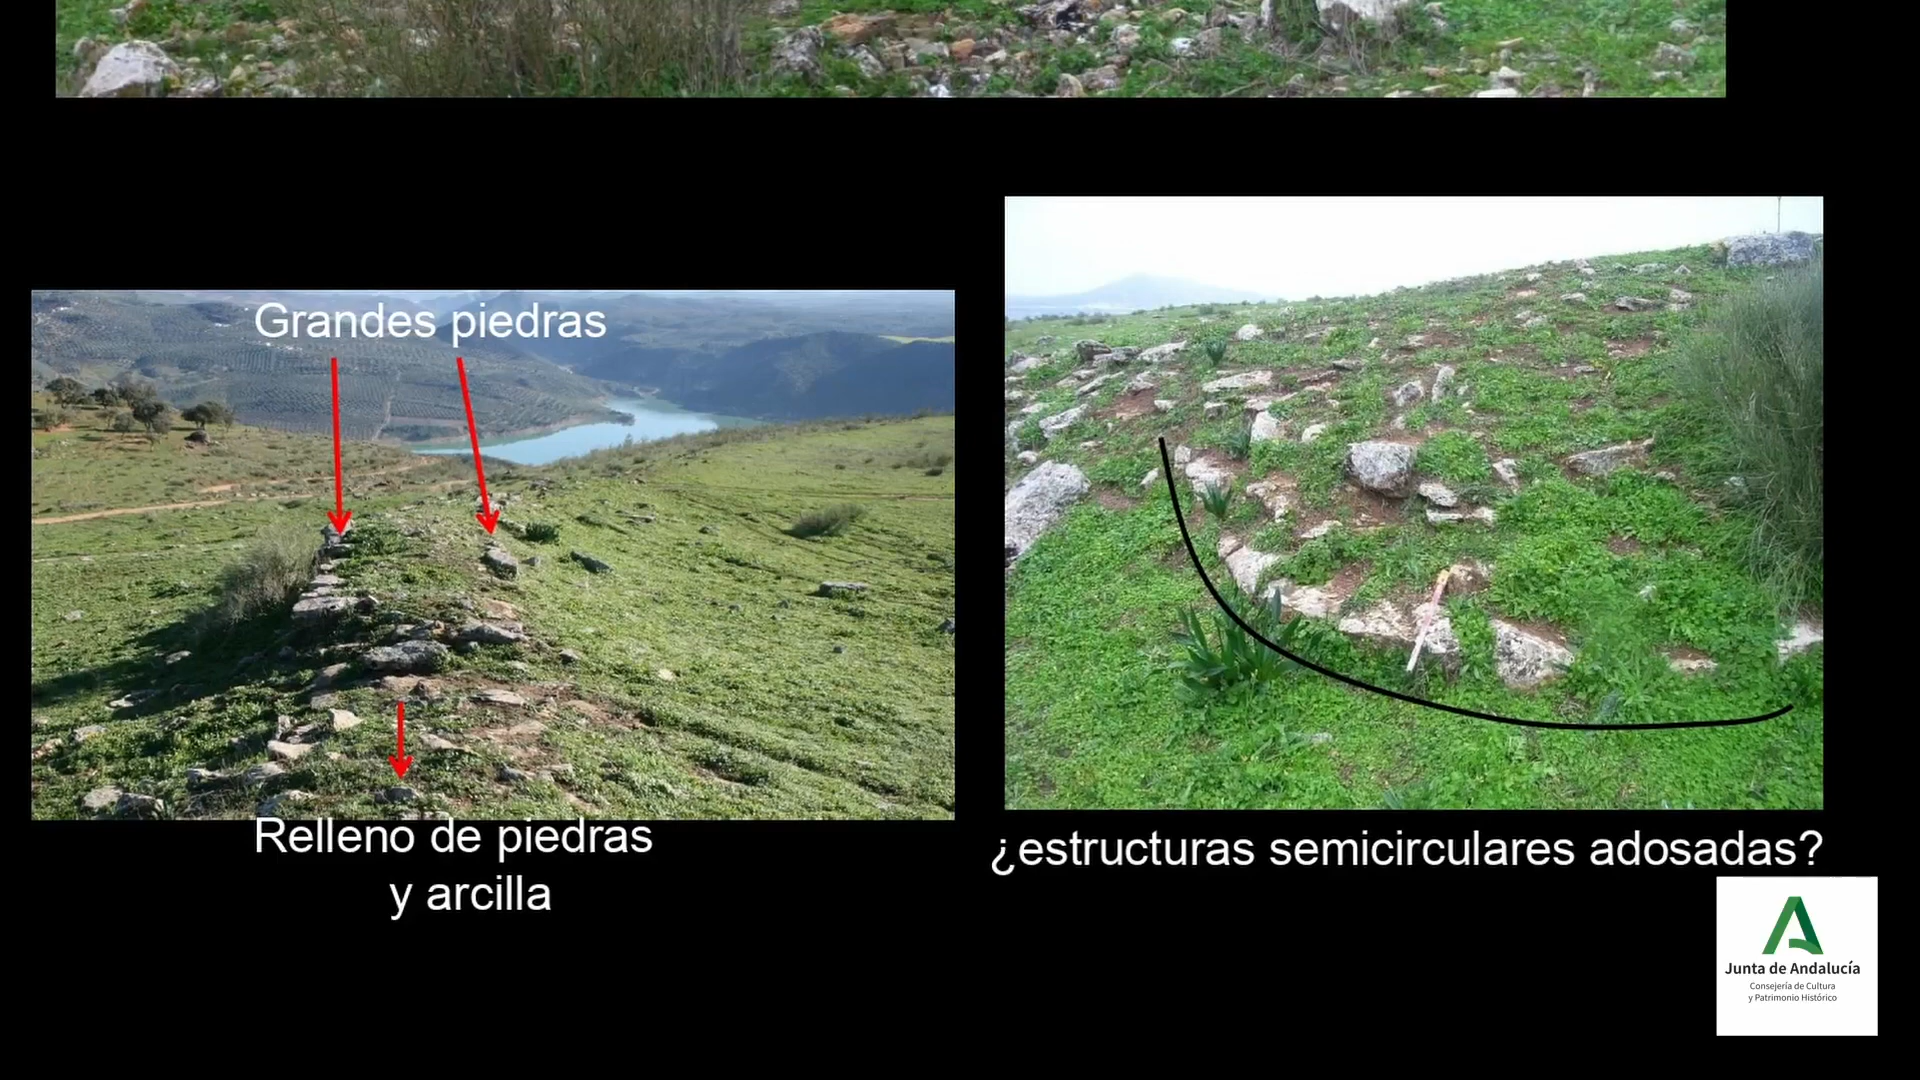 Grandes piedras
Relleno de piedras
y arcilla
¿estructuras semicirculares adosadas?
Junta de Andalucía
Consejería de Cultura
y Patrimonio Histórico